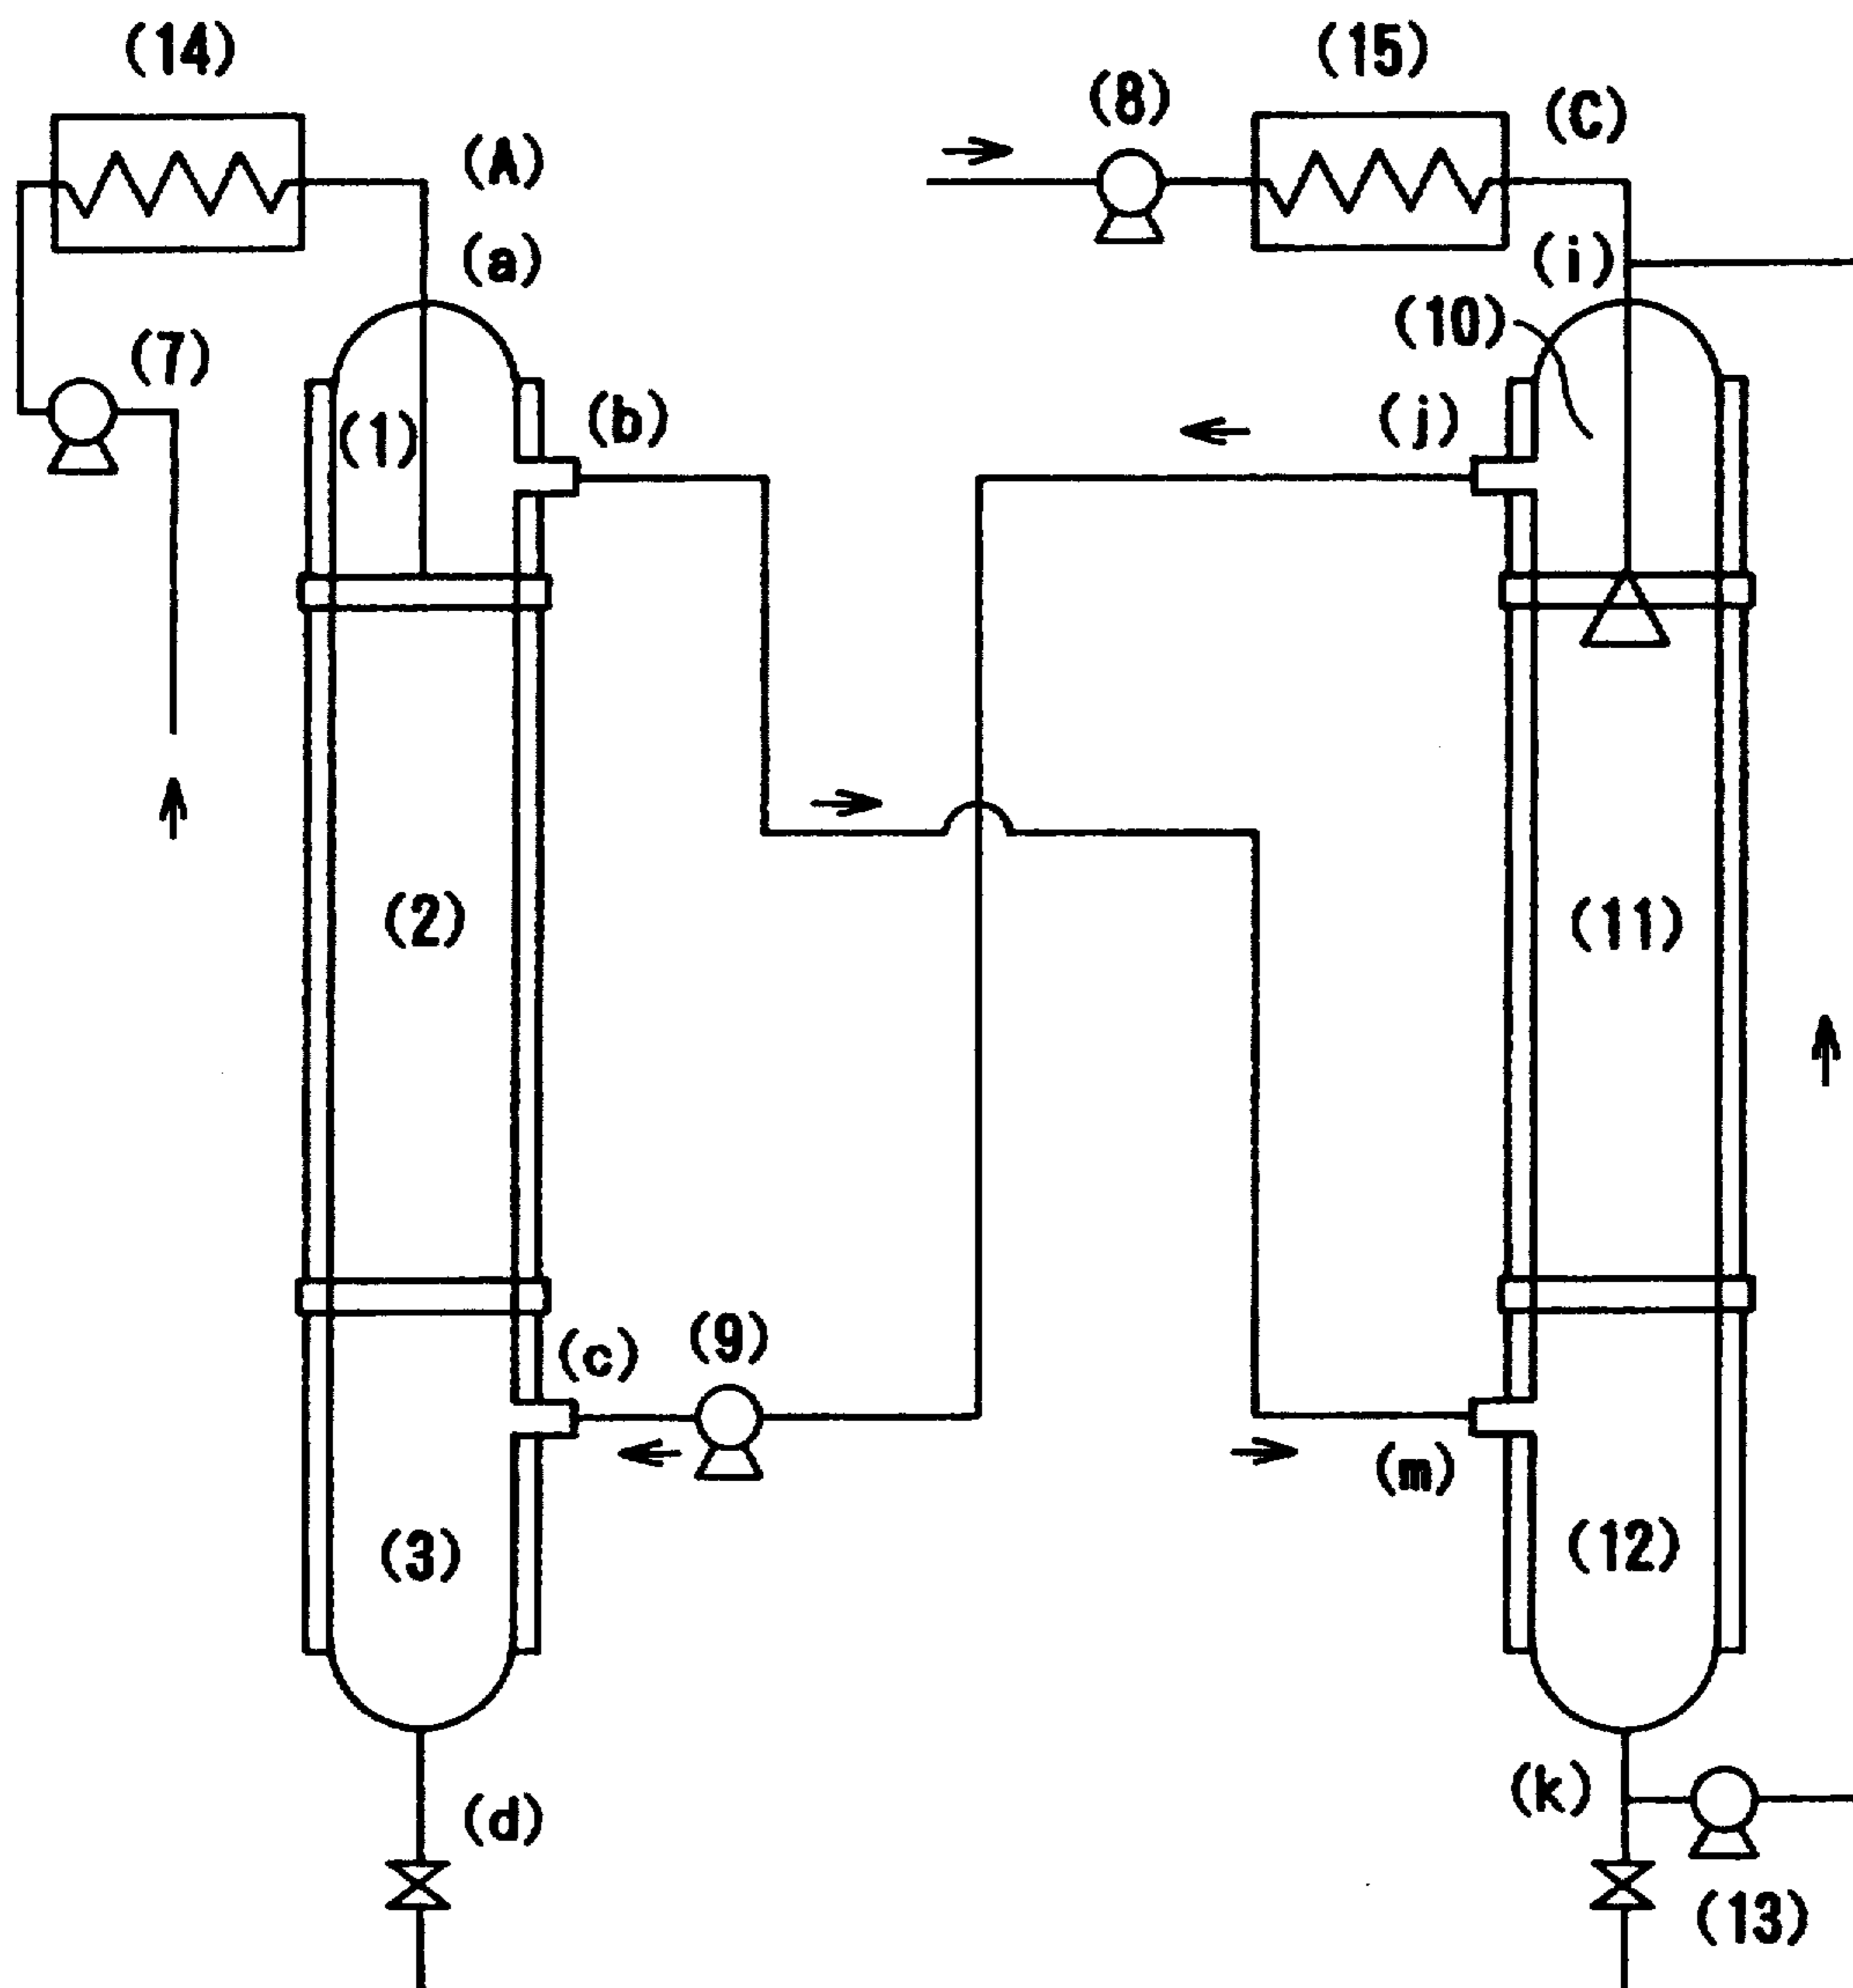 (14)
(15)
(8)
(C)
(A)
(a)
(i)
(10)
(7)
(b)
(j)
(1)
(2)
(11)
(c)
(9)
(m)
(3)
(12)
(k)
(d)
(13)